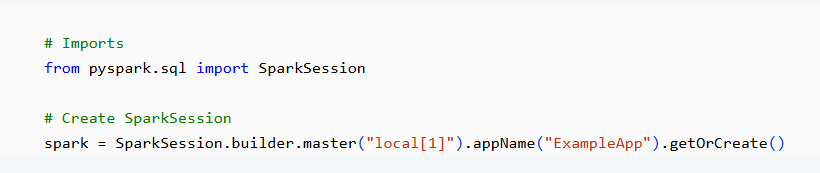 # Imports
from pyspark.sql import SparkSession
# Create SparkSession
spark = SparkSession.builder.master("local[1]").appName("ExampleApp").getOrCreate()